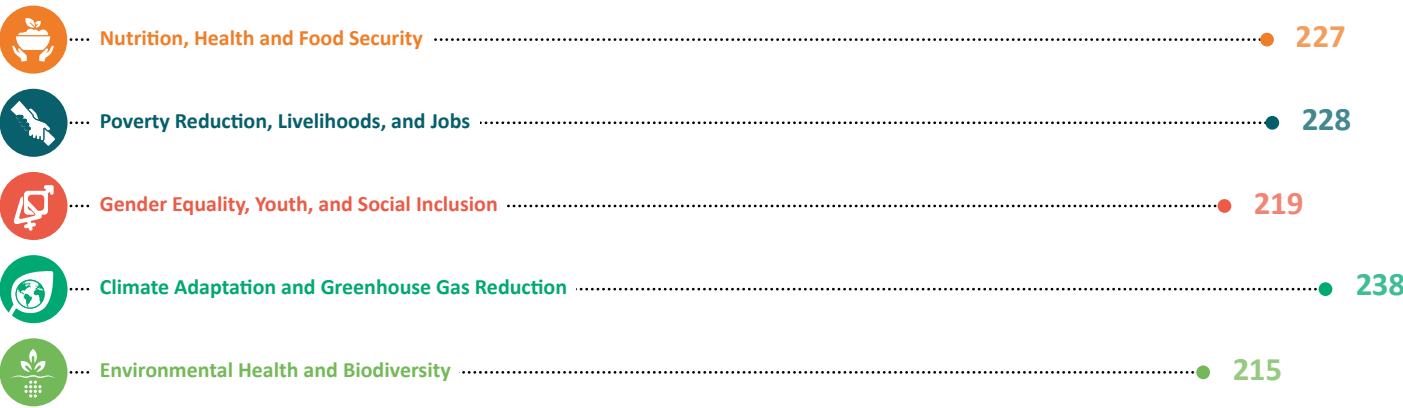 Nutrition, Health and Food Security 227
Poverty Reduction, Livelihoods, and Jobs 228
Gender Equality, Youth, and Social Inclusion 219
Climate Adaptation and Greenhouse Gas Reduction 238
Environmental Health and Biodiversity 215